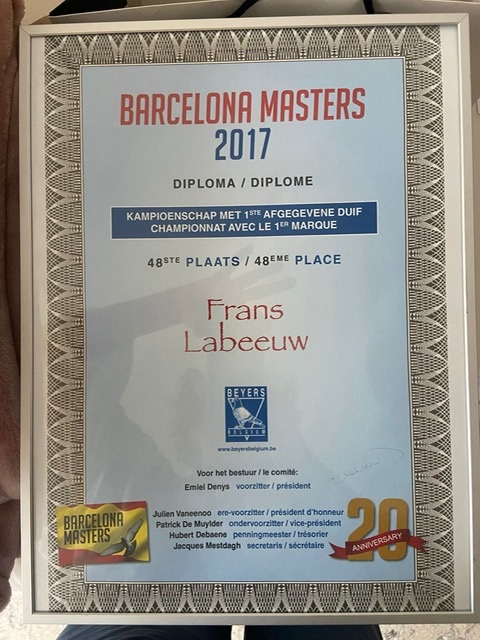 BARCELONA MASTERS
2017
DIPLOMA / DIPLOME
KAMPIOENSCHAP MET 1STE AFGEGEVENE DUIF
CHAMPIONNAT AVEC LE 1ER MARQUE
48STE PLAATS / 48EME PLACE
Frans
Labeeuw
BEYERS
BELGIUM
www.beyersbelgium.be
Voor het bestuur / le comité:
Emiel Denys voorzitter / président
Julien Vaneenoo ere-voorzitter / président d'honneur
Patrick De Muylder ondervoorzitter / vice-président
Hubert Debaene penningmeester / trésorier
Jacques Mestdagh secretaris / sécrétaire
BARCELONA
MASTERS
20
ANNIVERSARY